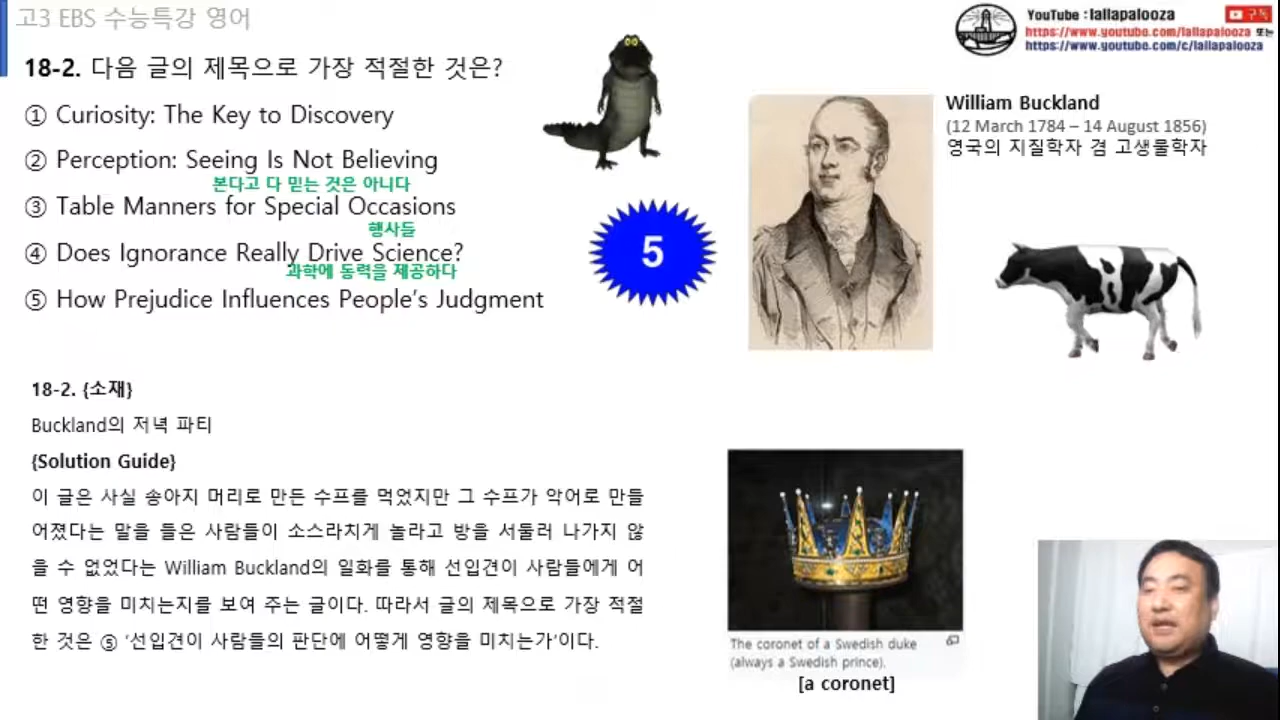 고3 EBS 수능특강 영어
YouTube : lallapalooza
구독
https://www.youtube.com/lallapalooza 또는
https://www.youtube.com/c/lallapalooza
18-2. 다음 글의 제목으로 가장 적절한 것은?
① Curiosity: The Key to Discovery
② Perception: Seeing Is Not Believing
본다고 다 믿는 것은 아니다
③ Table Manners for Special Occasions
행사들
④ Does Ignorance Really Drive Science?
과학에 동력을 제공하다
⑤ How Prejudice Influences People's Judgment
5
William Buckland
(12 March 1784 – 14 August 1856)
영국의 지질학자 겸 고생물학자
18-2. {소재}
Buckland의 저녁 파티
{Solution Guide}
이 글은 사실 송아지 머리로 만든 수프를 먹었지만 그 수프가 악어로 만들
어졌다는 말을 들은 사람들이 소스라치게 놀라고 방을 서둘러 나가지 않
을 수 없었다는 William Buckland의 일화를 통해 선입견이 사람들에게 어
떤 영향을 미치는지를 보여 주는 글이다. 따라서 글의 제목으로 가장 적절
한 것은 ⑤ '선입견이 사람들의 판단에 어떻게 영향을 미치는가'이다.
The coronet of a Swedish duke
(always a Swedish prince).
[a coronet]